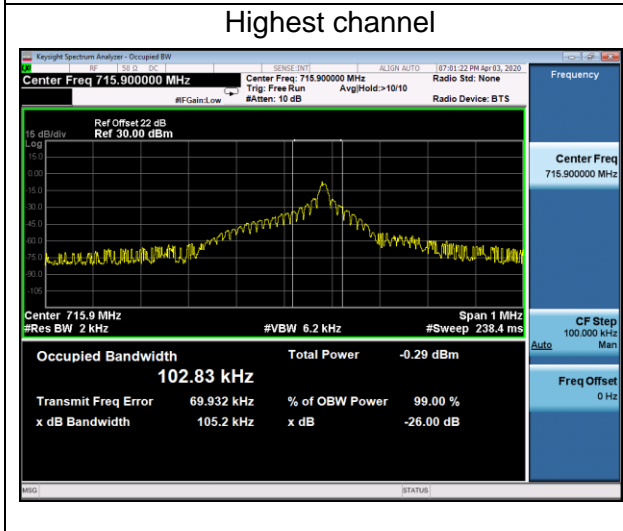 Highest channel
Keysight Spectrum Analyzer - Occupied BW
RF 50 Ω DC SENSE:INT ALIGN AUTO 07:01:22 PM Apr 03, 2020
Center Freq 715.900000 MHz Center Freq: 715.900000 MHz Radio Std: None Frequency
Trig: Free Run Avg|Hold:>10/10
#IFGain:Low #Atten: 10 dB Radio Device: BTS
Ref Offset 22 dB
15 dB/div Ref 30.00 dBm
Log
15.0
0.00
-15.0
-30.0
-45.0
-60.0
-75.0
-90.0
-105
Center Freq
715.900000 MHz
Center 715.9 MHz Span 1 MHz
#Res BW 2 kHz #VBW 6.2 kHz #Sweep 238.4 ms
CF Step
100.000 kHz
Auto Man
Occupied Bandwidth Total Power -0.29 dBm
102.83 kHz
Transmit Freq Error 69.932 kHz % of OBW Power 99.00 %
x dB Bandwidth 105.2 kHz x dB -26.00 dB
Freq Offset
0 Hz
MSG STATUS